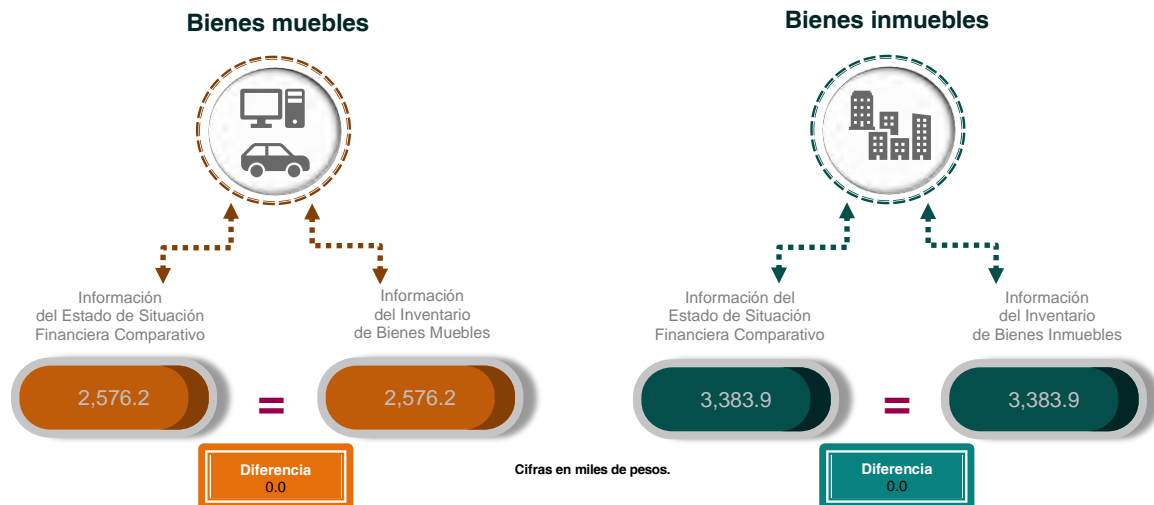 Bienes muebles
Información
del Estado de Situación
Financiera Comparativo
Información
del Inventario
de Bienes Muebles
2,576.2
=
2,576.2
Diferencia
0.0
Cifras en miles de pesos.
Bienes inmuebles
Información del
Estado de Situación
Financiera Comparativo
Información
del Inventario
de Bienes Inmuebles
3,383.9
=
3,383.9
Diferencia
0.0